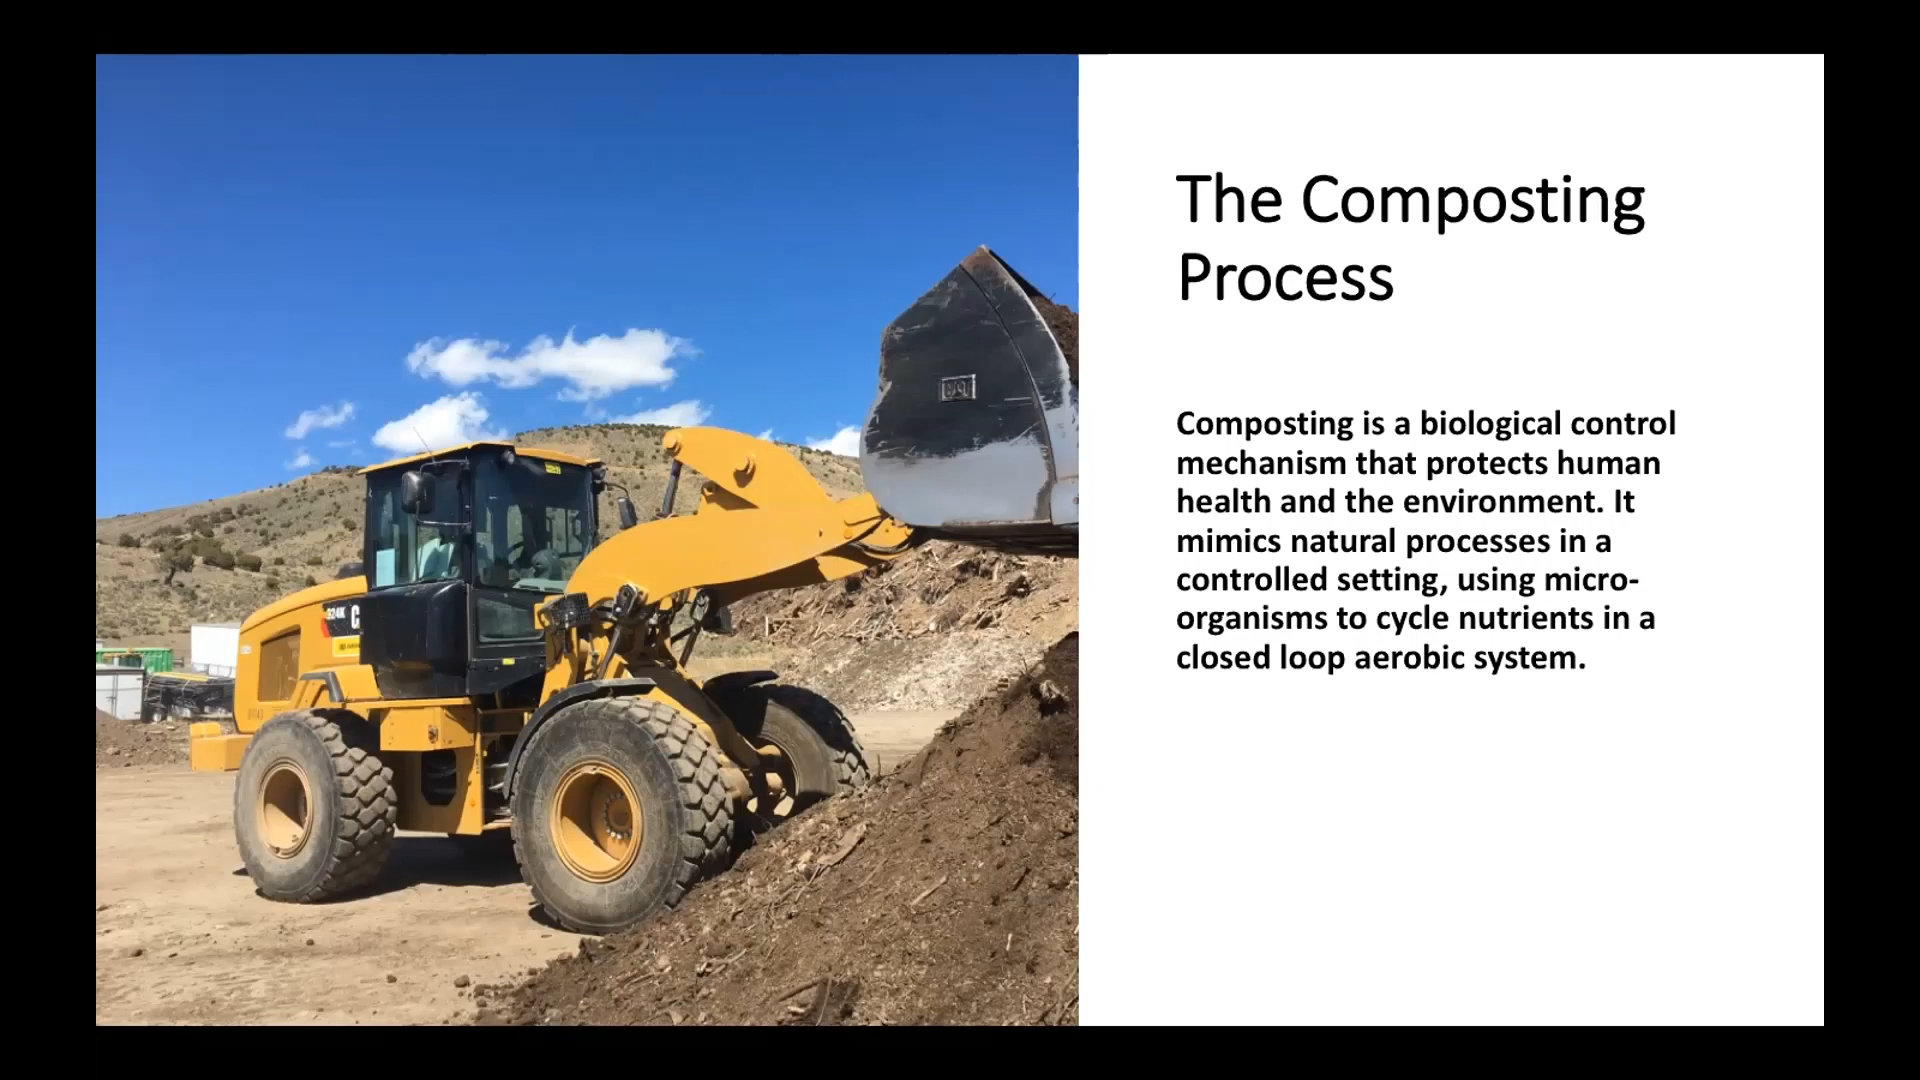 The Composting
Process
Composting is a biological control
mechanism that protects human
health and the environment. It
mimics natural processes in a
controlled setting, using micro-
organisms to cycle nutrients in a
closed loop aerobic system.
924K
C